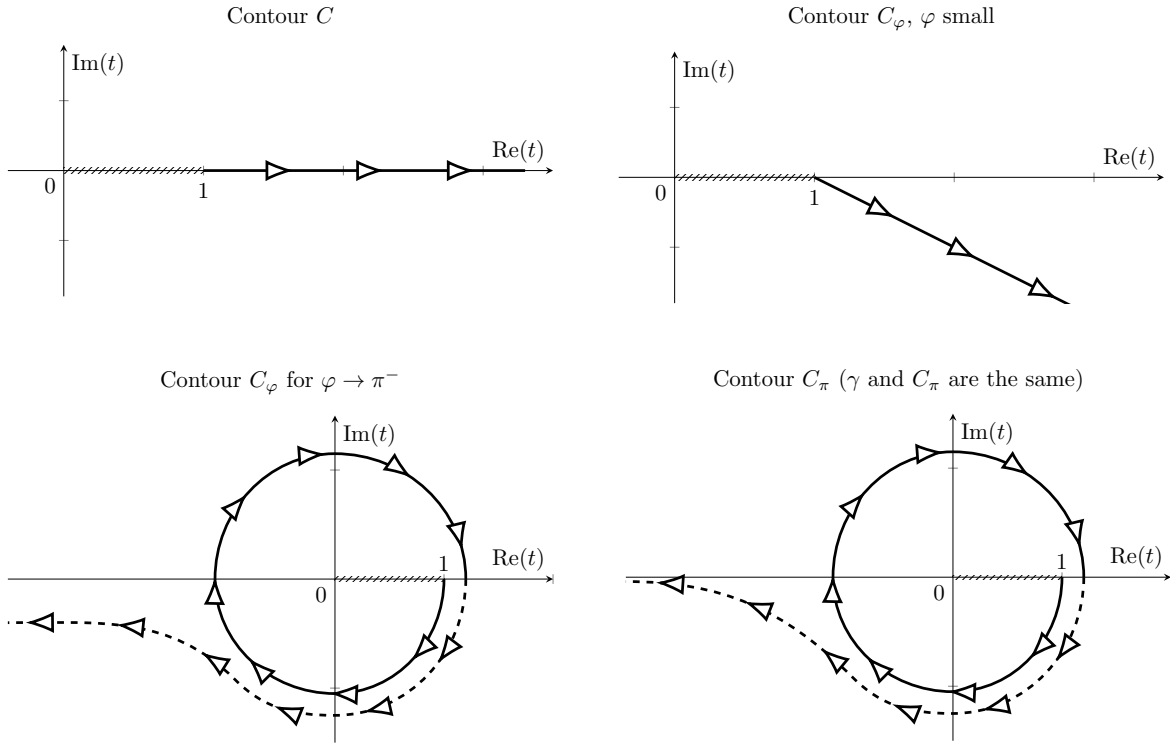 Contour C
Im(t)
Re(t)
0
1
Contour C_φ, φ small
Im(t)
Re(t)
0
1
Contour C_φ for φ → π⁻
Im(t)
Re(t)
1
0
Contour C_π (γ and C_π are the same)
Im(t)
Re(t)
1
0